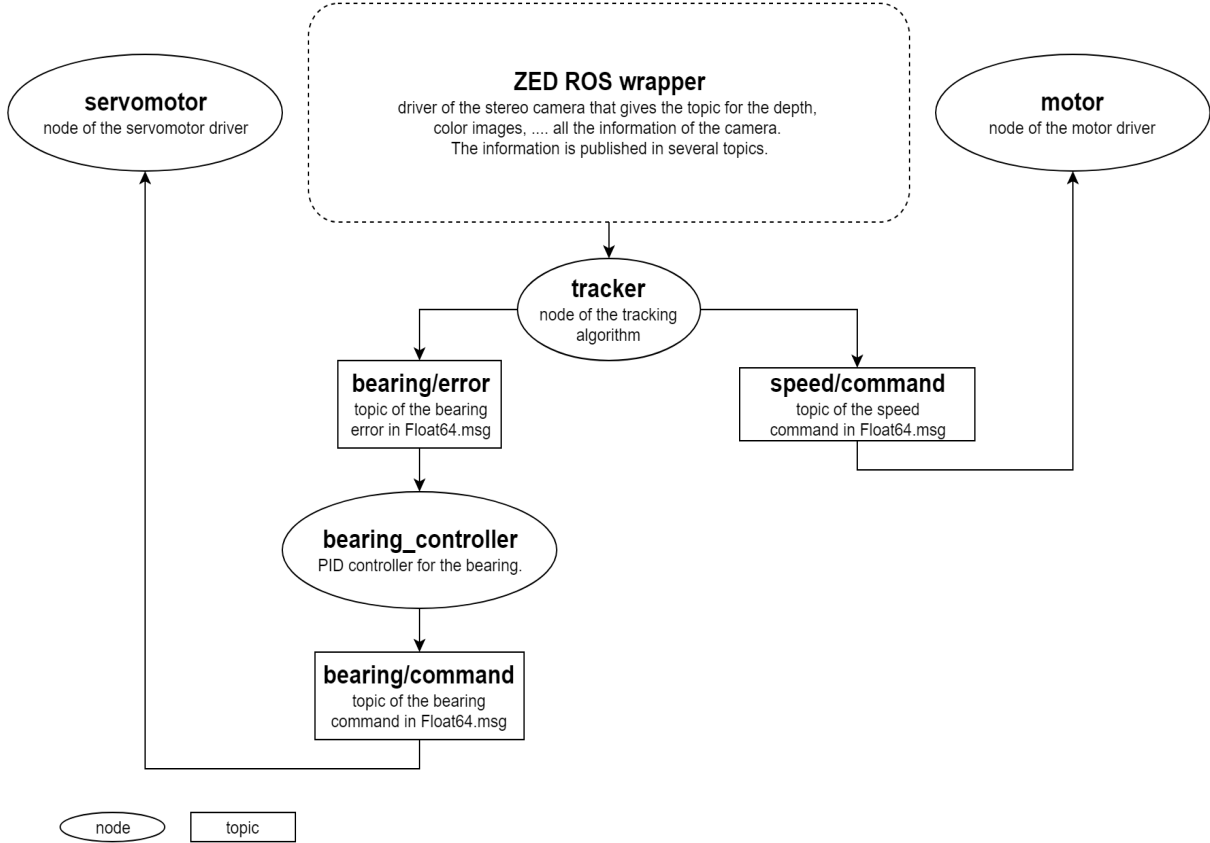 ZED ROS wrapper
driver of the stereo camera that gives the topic for the depth,
color images, .... all the information of the camera.
The information is published in several topics.
servomotor
node of the servomotor driver
motor
node of the motor driver
tracker
node of the tracking
algorithm
bearing/error
topic of the bearing
error in Float64.msg
speed/command
topic of the speed
command in Float64.msg
bearing_controller
PID controller for the bearing.
bearing/command
topic of the bearing
command in Float64.msg
node
topic